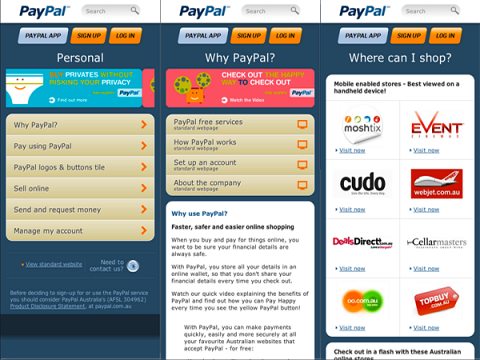 PayPal™
Search
PAYPAL APP
SIGN UP
LOG IN
Personal
BUY PRIVATES WITHOUT
RISKING YOUR PRIVACY
PayPal
Find out More
Why PayPal?
Pay using PayPal
PayPal logos & buttons tile
Sell online
Send and request money
Manage my account
View standard website
Need to
contact us?
Before deciding to sign-up for or use the PayPal service
you should consider PayPal Australia's (AFSL 304962)
Product Disclosure Statement, at paypal.com.au
PayPal™
Search
PAYPAL APP
SIGN UP
LOG IN
Why PayPal?
CHECK OUT THE HAPPY
WAY TO CHECK OUT
PayPal
Watch the Video
PayPal free services
standard webpage
How PayPal works
standard webpage
Set up an account
standard webpage
About the company
standard webpage
Why use PayPal?
Faster, safer and easier online shopping
When you buy and pay for things online, you
want to be sure your financial details are
always safe.
With PayPal, you store all your details in an
online wallet, so that you don't share your
financial details every time you check out.
Watch our quick video explaining the benefits of
PayPal and find out how you can Pay Happy
every time you see the yellow PayPal button!
With PayPal, you can make payments
quickly, easily and more securely at all
your favourite Australian websites that
accept PayPal - for free:
PayPal™
Search
PAYPAL APP
SIGN UP
LOG IN
Where can I shop?
Mobile enabled stores - Best viewed on a
handheld device!
moshtix
EVENT
CINEMAS
Visit now
Visit now
cudo
webjet.com.au
Visit now
Visit now
DealsDirect.com.au
Cellarmasters
Visit now
Visit now
oo.com.au
TOPBUY
.COM.AU
Visit now
Visit now
Check out in a flash with these Australian
online stores